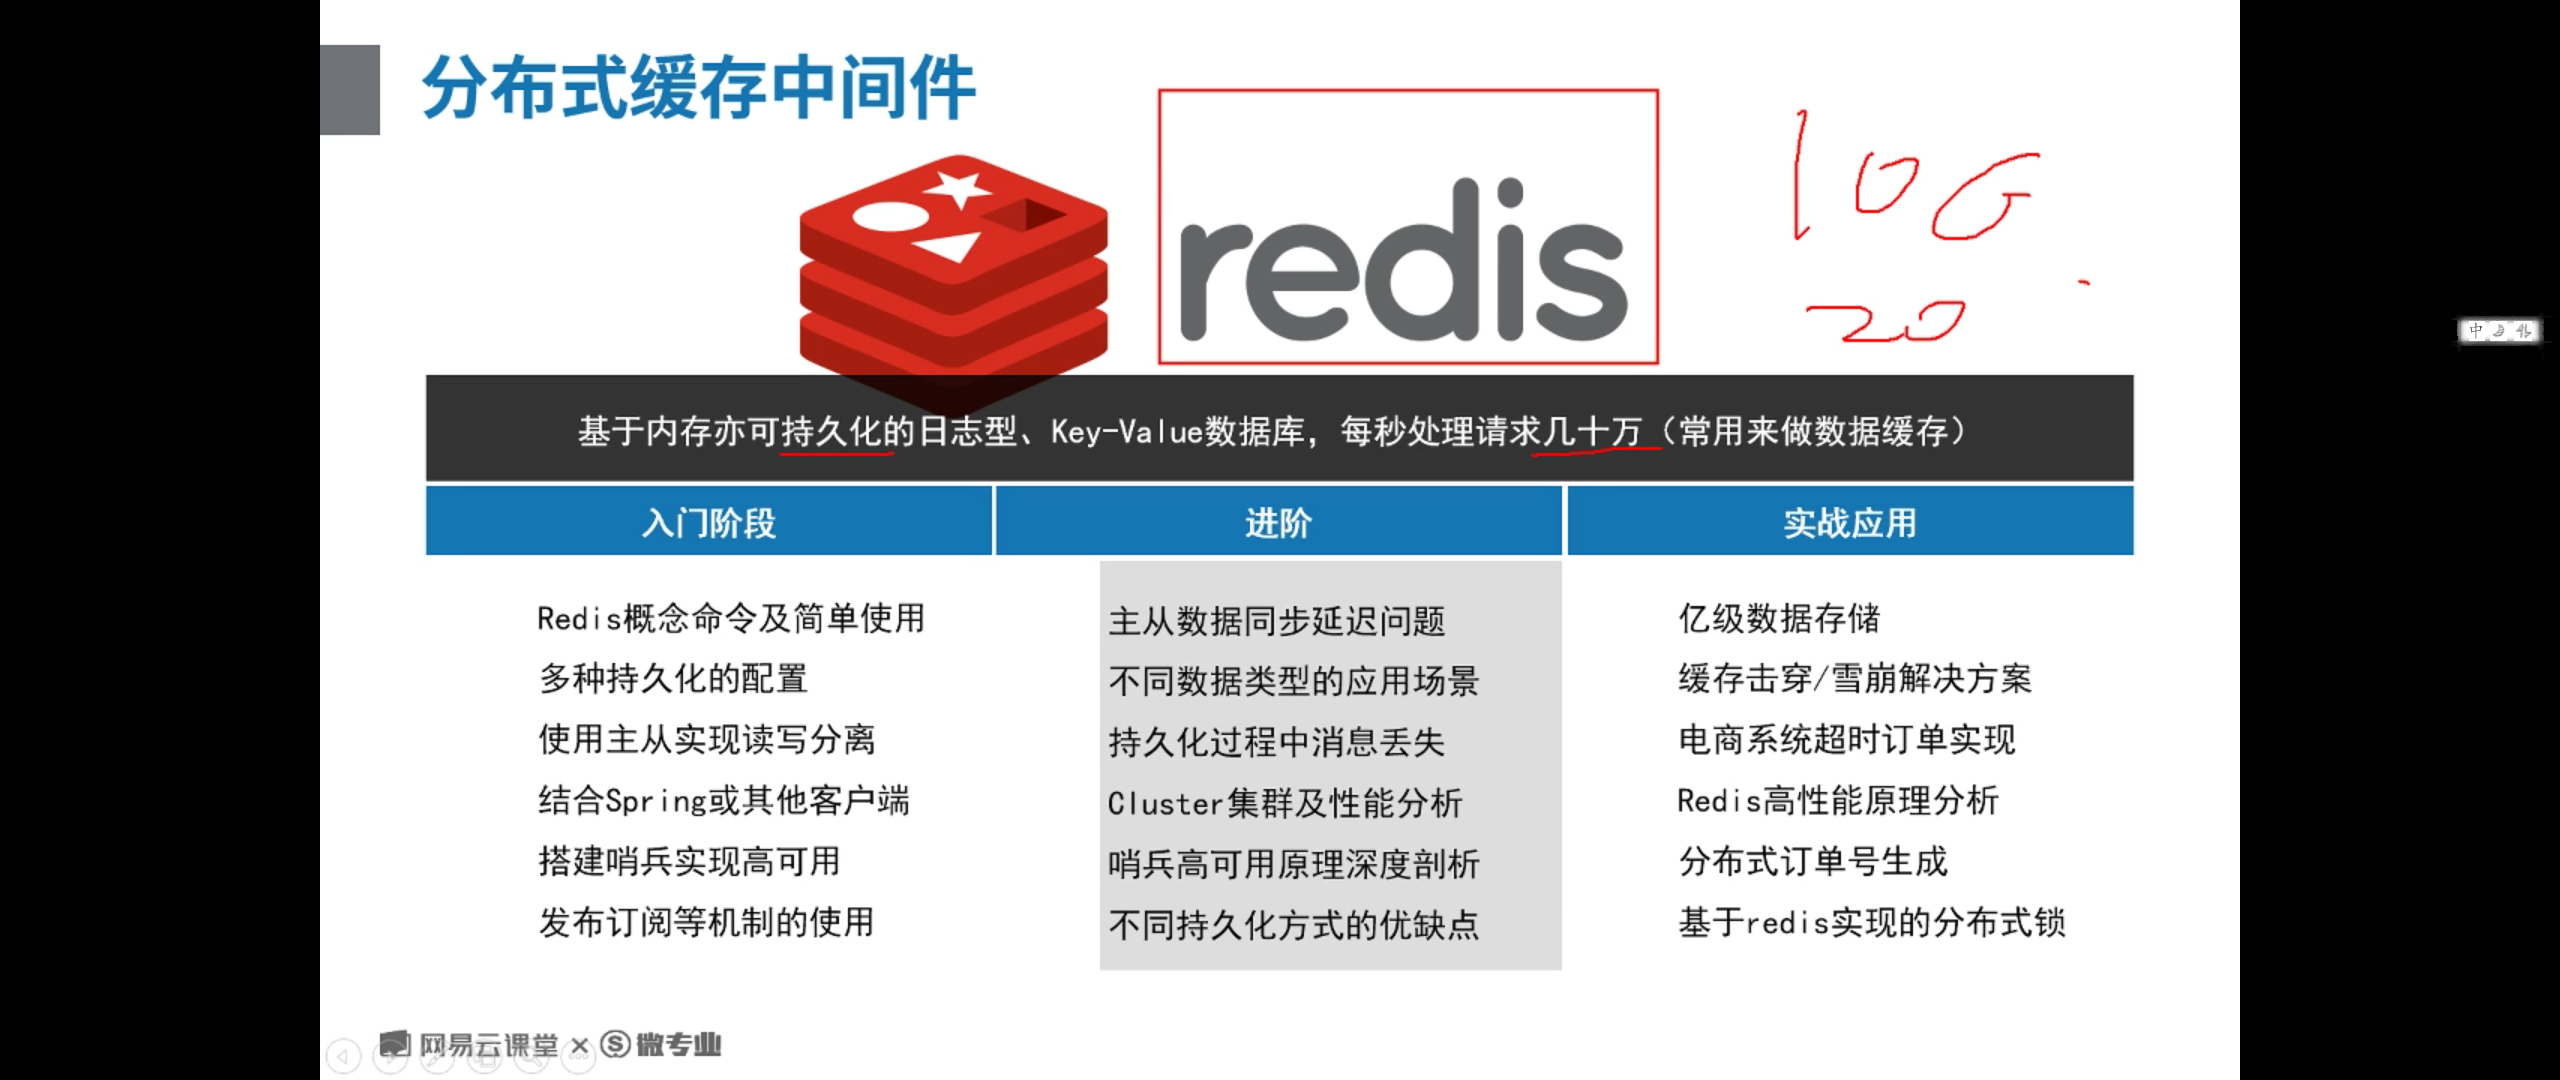 分布式缓存中间件
redis
10G
20
基于内存亦可持久化的日志型、Key-Value数据库，每秒处理请求几十万（常用来做数据缓存）
入门阶段 进阶 实战应用
Redis概念命令及简单使用 主从数据同步延迟问题 亿级数据存储
多种持久化的配置 不同数据类型的应用场景 缓存击穿/雪崩解决方案
使用主从实现读写分离 持久化过程中消息丢失 电商系统超时订单实现
结合Spring或其他客户端 Cluster集群及性能分析 Redis高性能原理分析
搭建哨兵实现高可用 哨兵高可用原理深度剖析 分布式订单号生成
发布订阅等机制的使用 不同持久化方式的优缺点 基于redis实现的分布式锁
网易云课堂 × 微专业
中